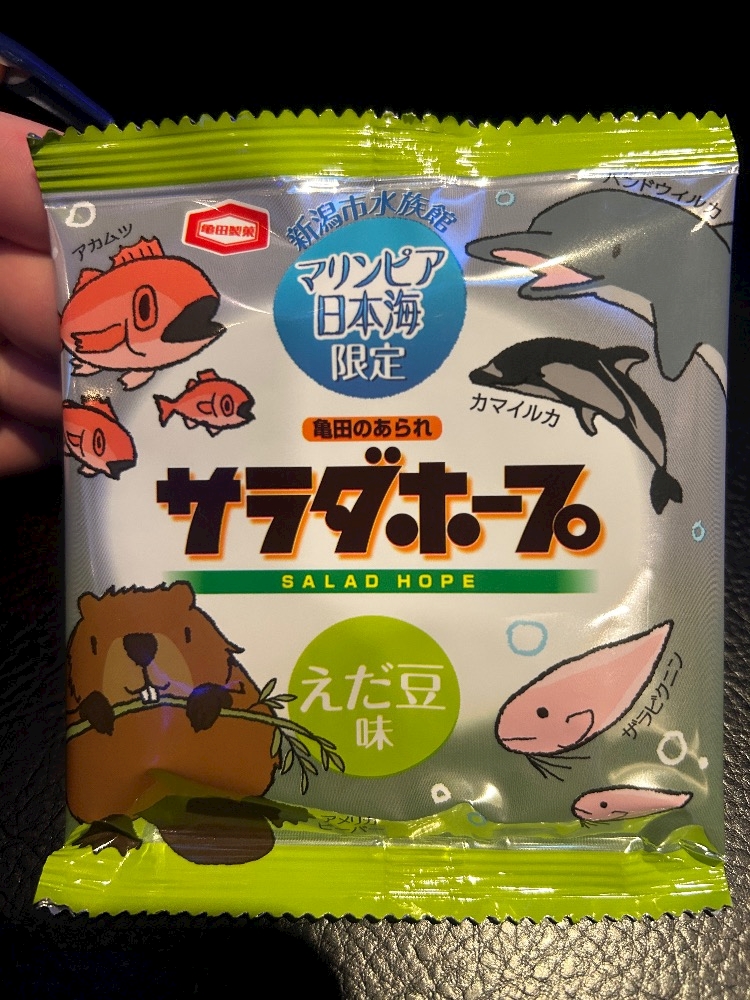 バンドウイルカ
アカムツ
亀田製菓
新潟市水族館
マリンピア
日本海
限定
カマイルカ
亀田のあられ
サラダホープ
SALAD HOPE
えだ豆
味
ザラビクニン
アメリカ
ビーバー